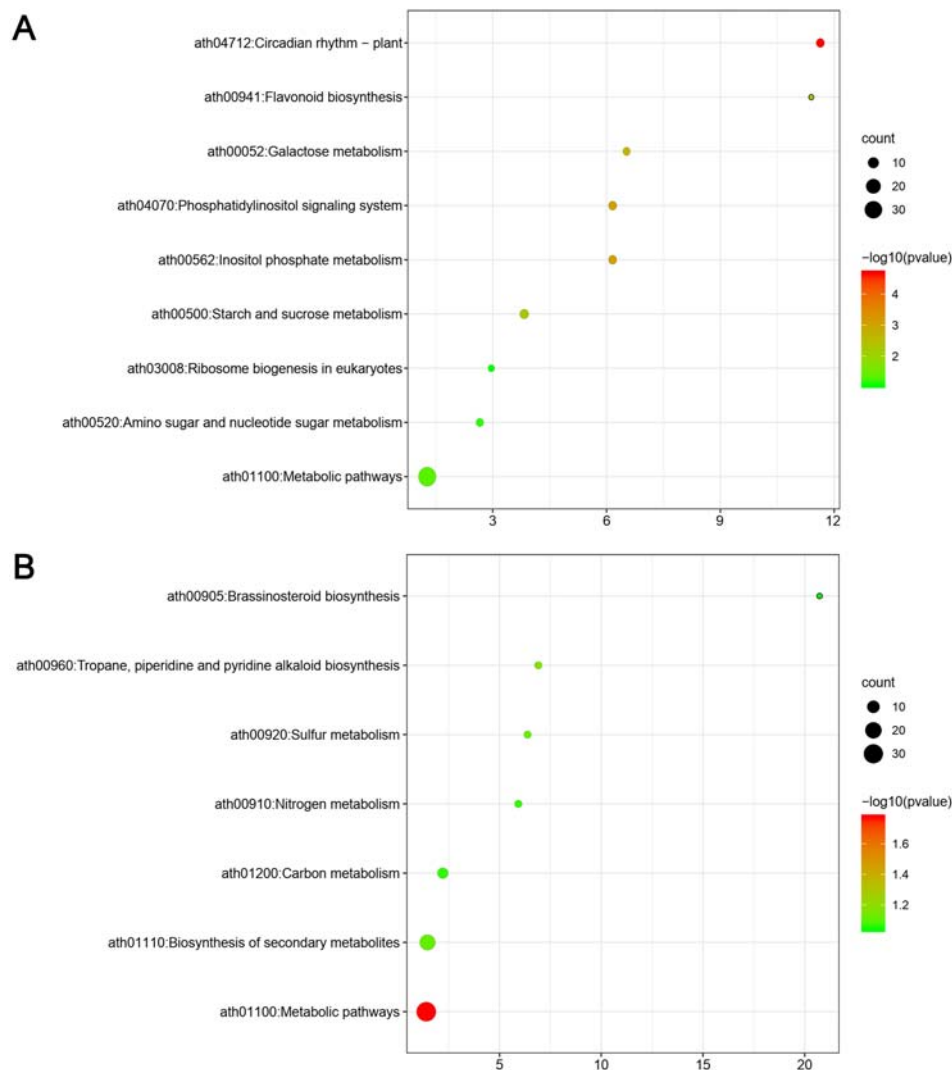 A
ath04712:Circadian rhythm − plant
ath00941:Flavonoid biosynthesis
ath00052:Galactose metabolism
ath04070:Phosphatidylinositol signaling system
ath00562:Inositol phosphate metabolism
ath00500:Starch and sucrose metabolism
ath03008:Ribosome biogenesis in eukaryotes
ath00520:Amino sugar and nucleotide sugar metabolism
ath01100:Metabolic pathways
3 6 9 12
count
10
20
30
−log10(pvalue)
4
3
2
B
ath00905:Brassinosteroid biosynthesis
ath00960:Tropane, piperidine and pyridine alkaloid biosynthesis
ath00920:Sulfur metabolism
ath00910:Nitrogen metabolism
ath01200:Carbon metabolism
ath01110:Biosynthesis of secondary metabolites
ath01100:Metabolic pathways
5 10 15 20
count
10
20
30
−log10(pvalue)
1.6
1.4
1.2